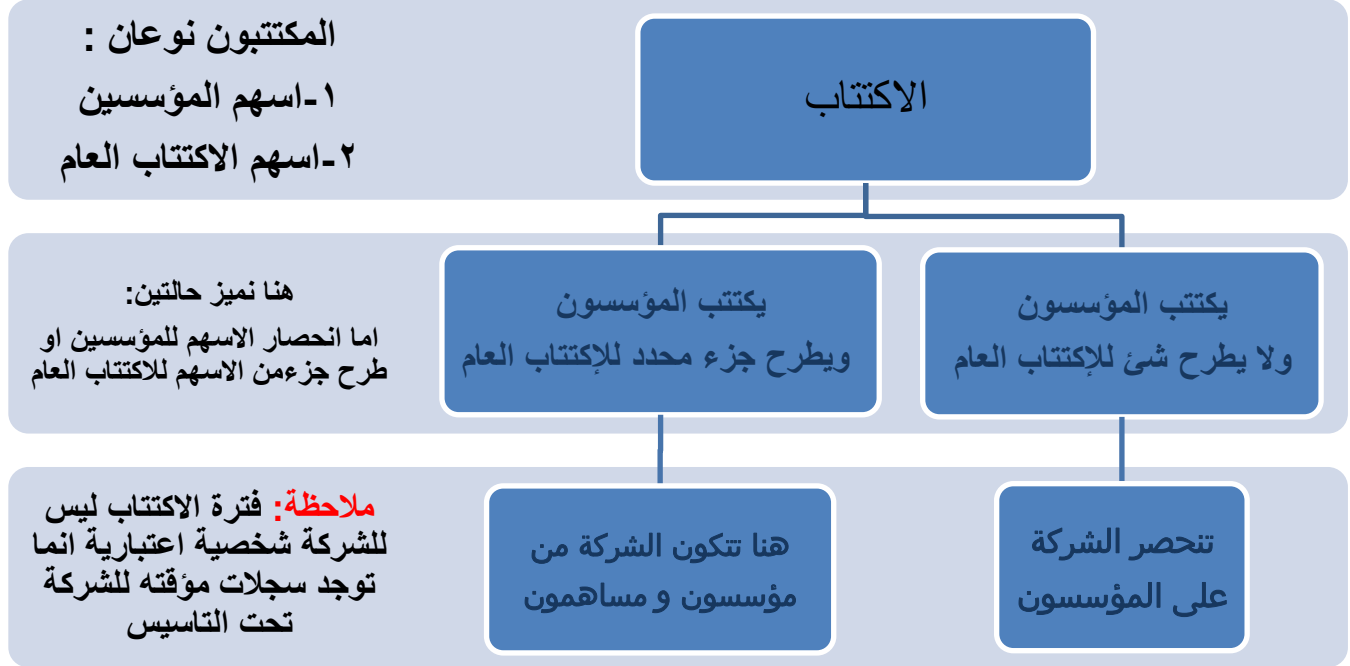 الاكتتاب
المكتتبون نوعان :
١-اسهم المؤسسين
٢-اسهم الاكتتاب العام
يكتتب المؤسسون
ولا يطرح شئ للإكتتاب العام
يكتتب المؤسسون
ويطرح جزء محدد للإكتتاب العام
هنا نميز حالتين:
اما انحصار الاسهم للمؤسسين او
طرح جزءمن الاسهم للاكتتاب العام
تنحصر الشركة
على المؤسسون
هنا تتكون الشركة من
مؤسسون و مساهمون
ملاحظة: فترة الاكتتاب ليس
للشركة شخصية اعتبارية انما
توجد سجلات مؤقته للشركة
تحت التاسيس